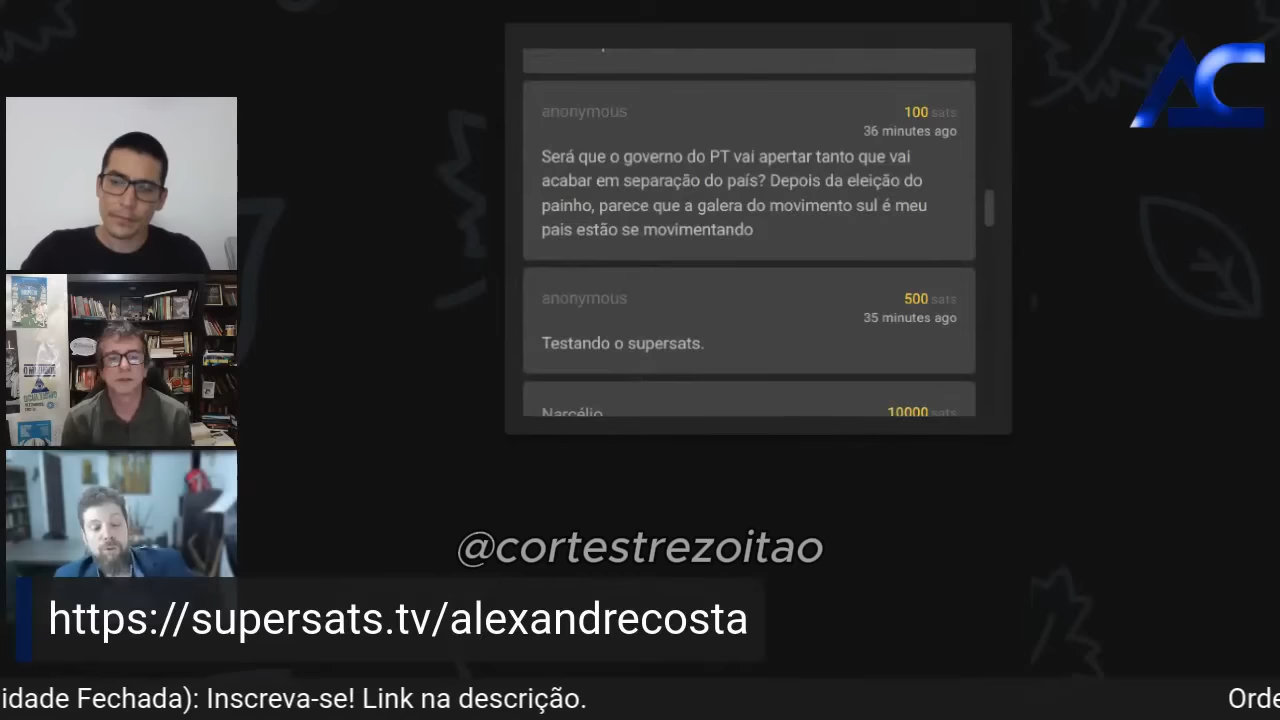 AC
anonymous
100 sats
36 minutes ago
Será que o governo do PT vai apertar tanto que vai
acabar em separação do país? Depois da eleição do
painho, parece que a galera do movimento sul é meu
pais estão se movimentando
anonymous
500 sats
35 minutes ago
Testando o supersats.
Narcélio
10000 sats
@cortestrezoitao
https://supersats.tv/alexandrecosta
idade Fechada): Inscreva-se! Link na descrição.
Orde